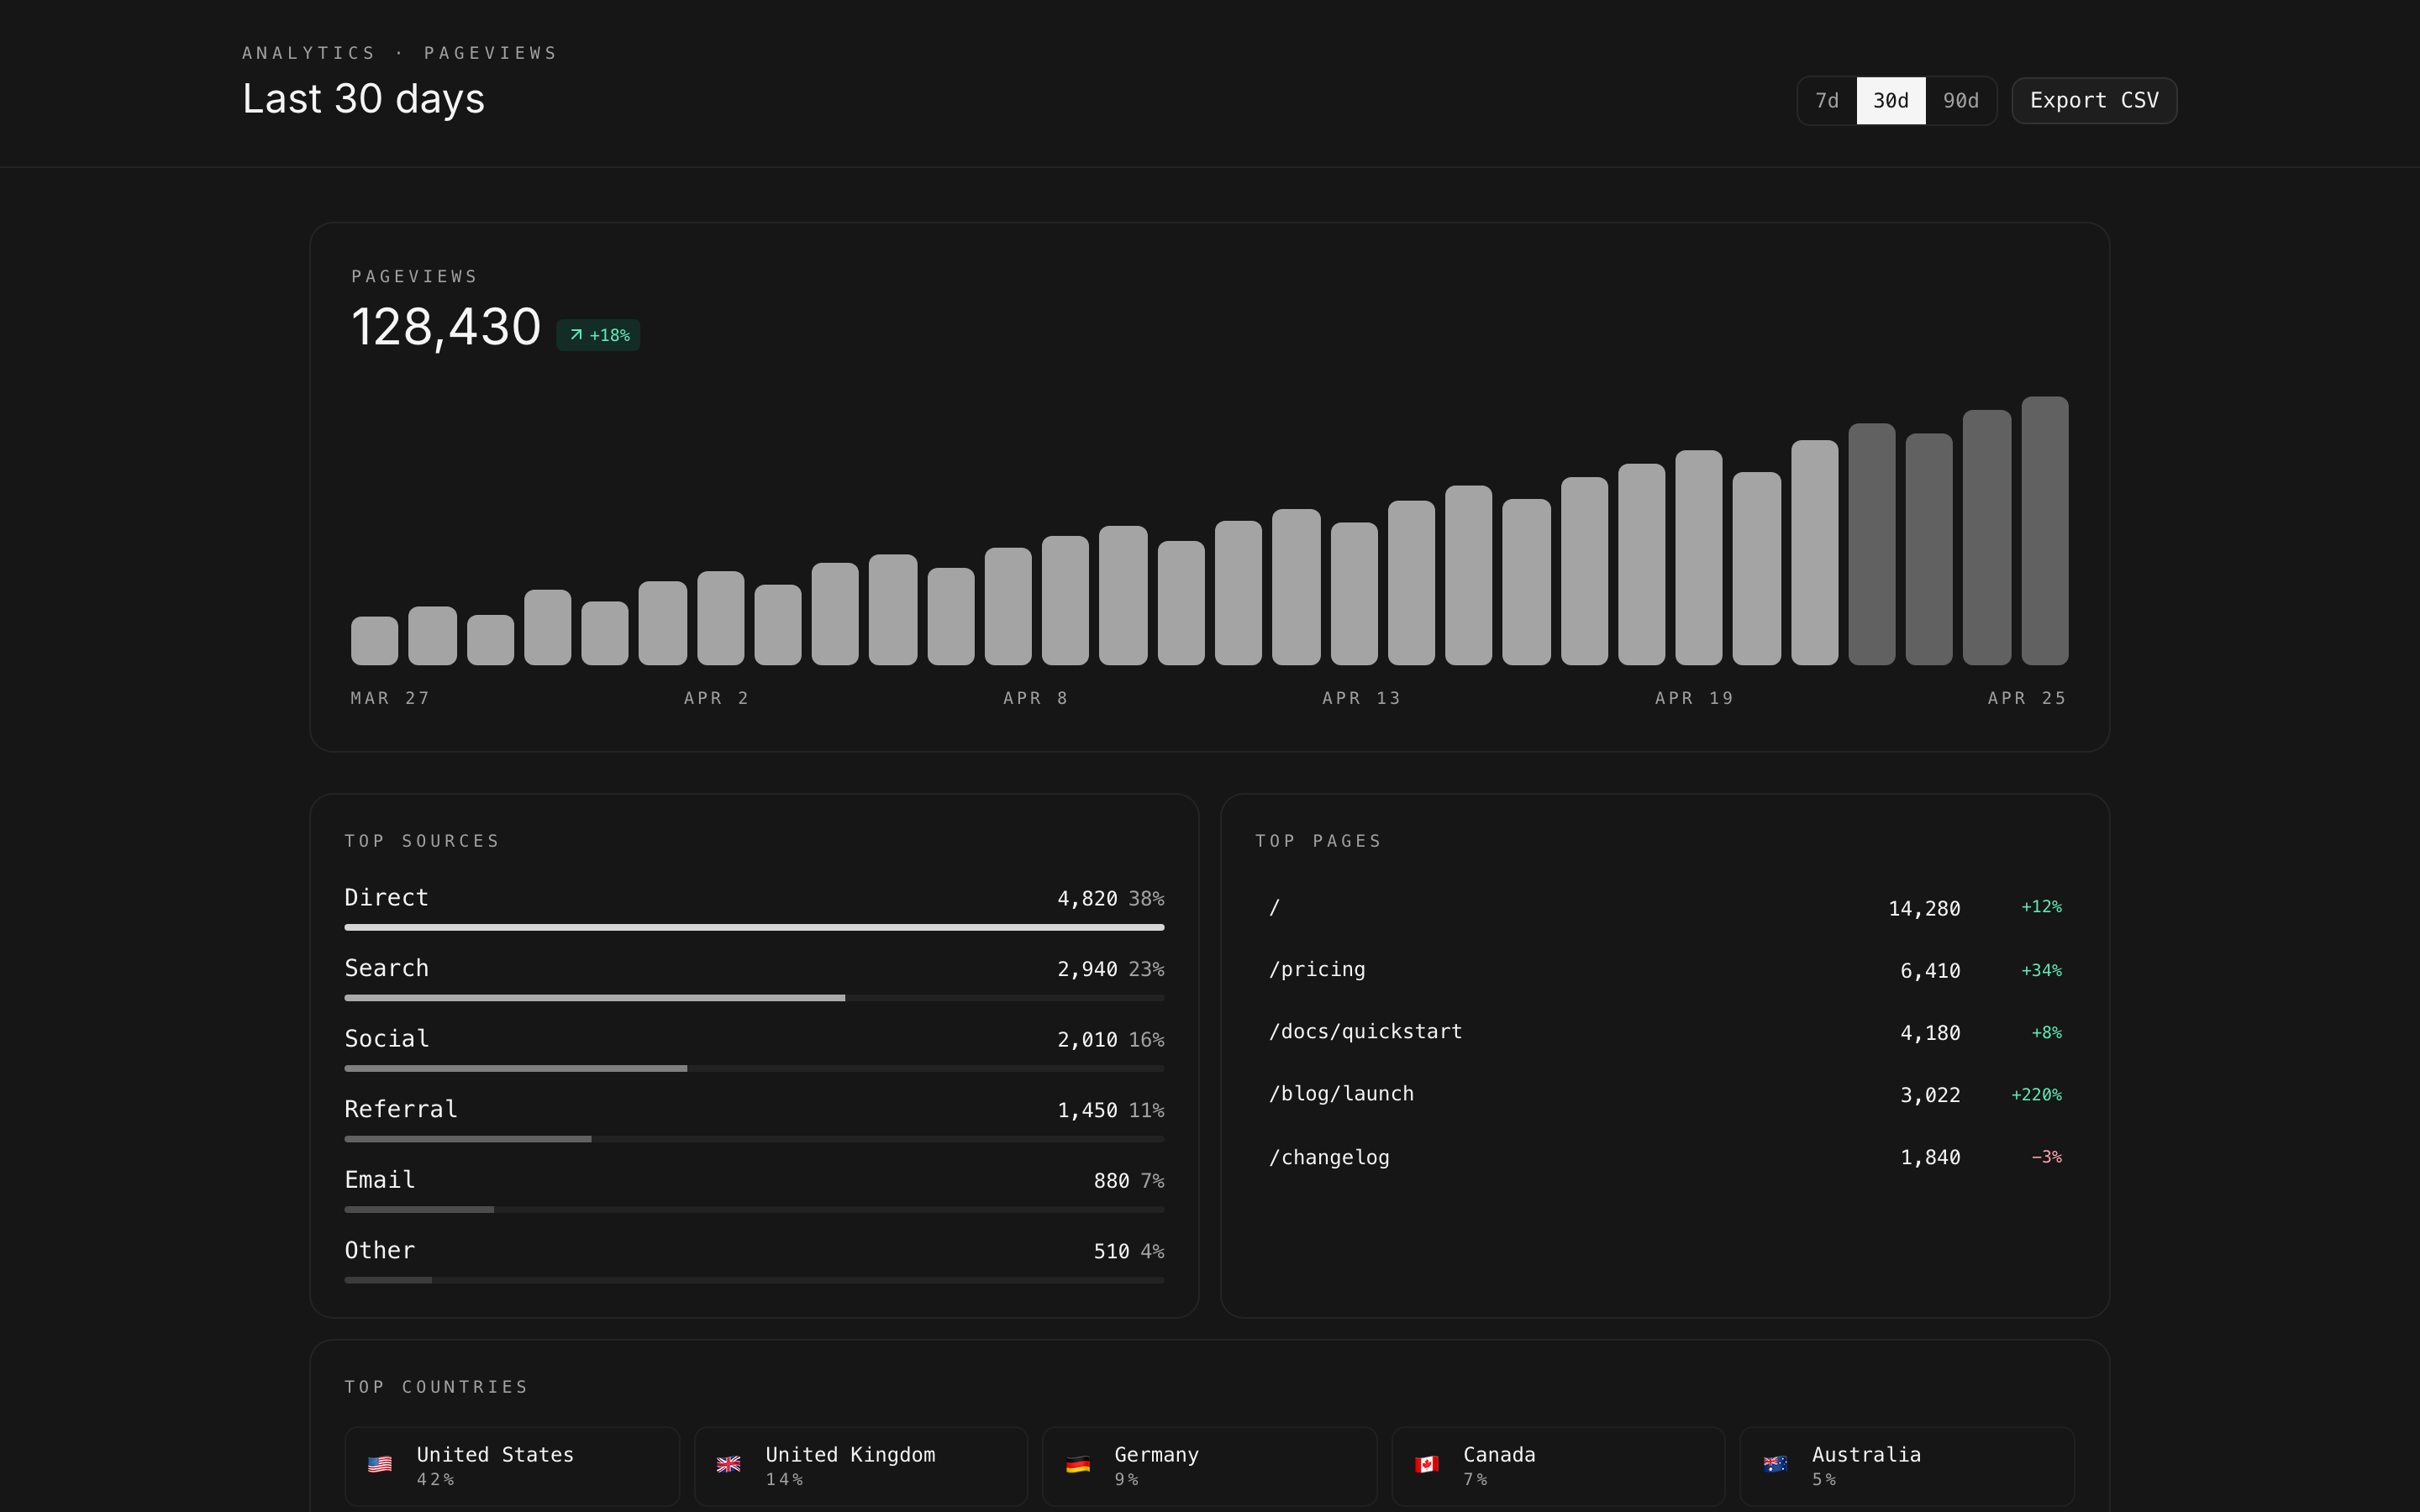 ANALYTICS · PAGEVIEWS
Last 30 days
7d 30d 90d Export CSV
PAGEVIEWS
128,430 +18%
MAR 27 APR 2 APR 8 APR 13 APR 19 APR 25
TOP SOURCES
Direct 4,820 38%
Search 2,940 23%
Social 2,010 16%
Referral 1,450 11%
Email 880 7%
Other 510 4%
TOP PAGES
/ 14,280 +12%
/pricing 6,410 +34%
/docs/quickstart 4,180 +8%
/blog/launch 3,022 +220%
/changelog 1,840 −3%
TOP COUNTRIES
United States
42%
United Kingdom
14%
Germany
9%
Canada
7%
Australia
5%